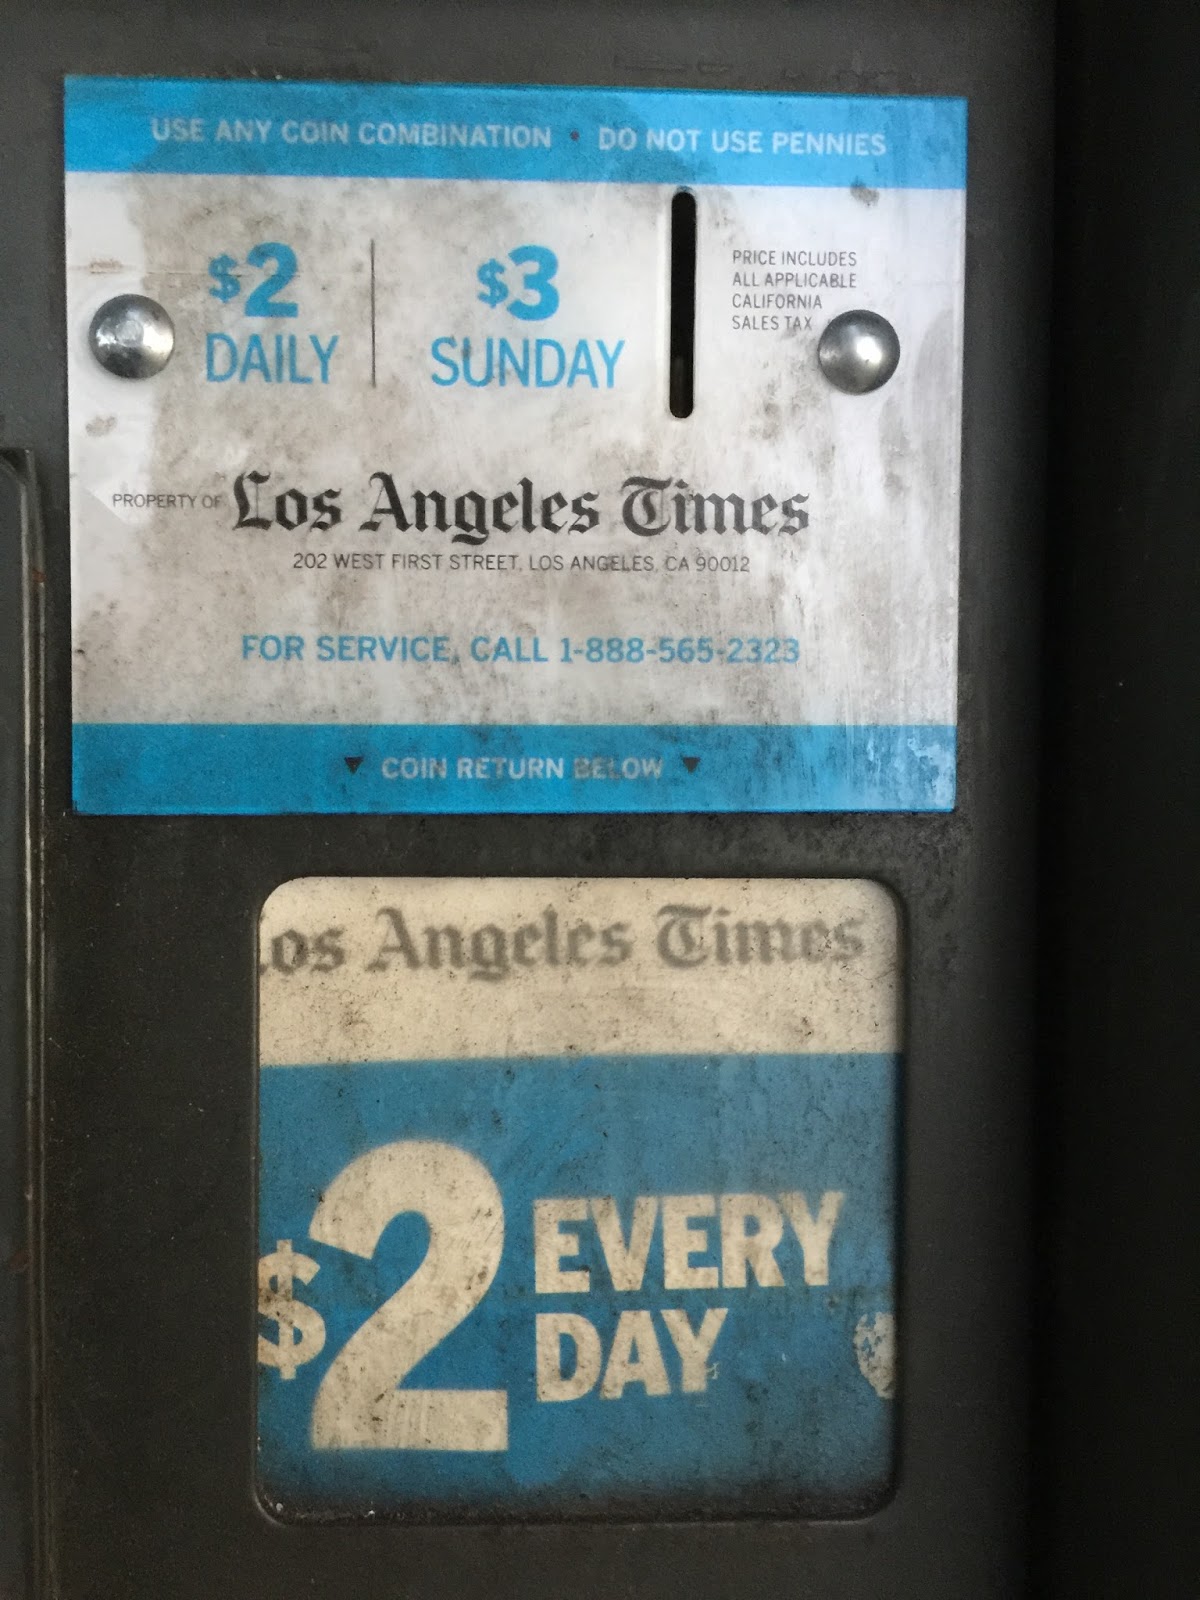 USE ANY COIN COMBINATION • DO NOT USE PENNIES
$2 DAILY
$3 SUNDAY
PRICE INCLUDES
ALL APPLICABLE
CALIFORNIA
SALES TAX
PROPERTY OF Los Angeles Times
202 WEST FIRST STREET, LOS ANGELES, CA 90012
FOR SERVICE, CALL 1-888-565-2323
▼ COIN RETURN BELOW ▼
os Angeles Times
$2 EVERY
DAY